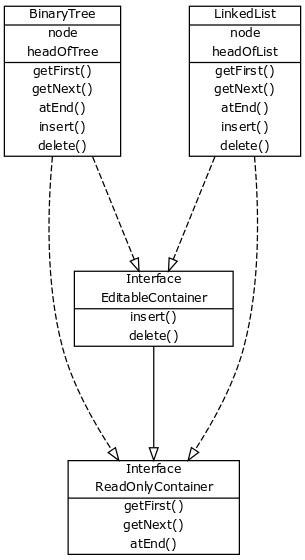 BinaryTree
node
headOfTree
getFirst()
getNext()
atEnd()
insert()
delete()
LinkedList
node
headOfList
getFirst()
getNext()
atEnd()
insert()
delete()
Interface
EditableContainer
insert()
delete()
Interface
ReadOnlyContainer
getFirst()
getNext()
atEnd()